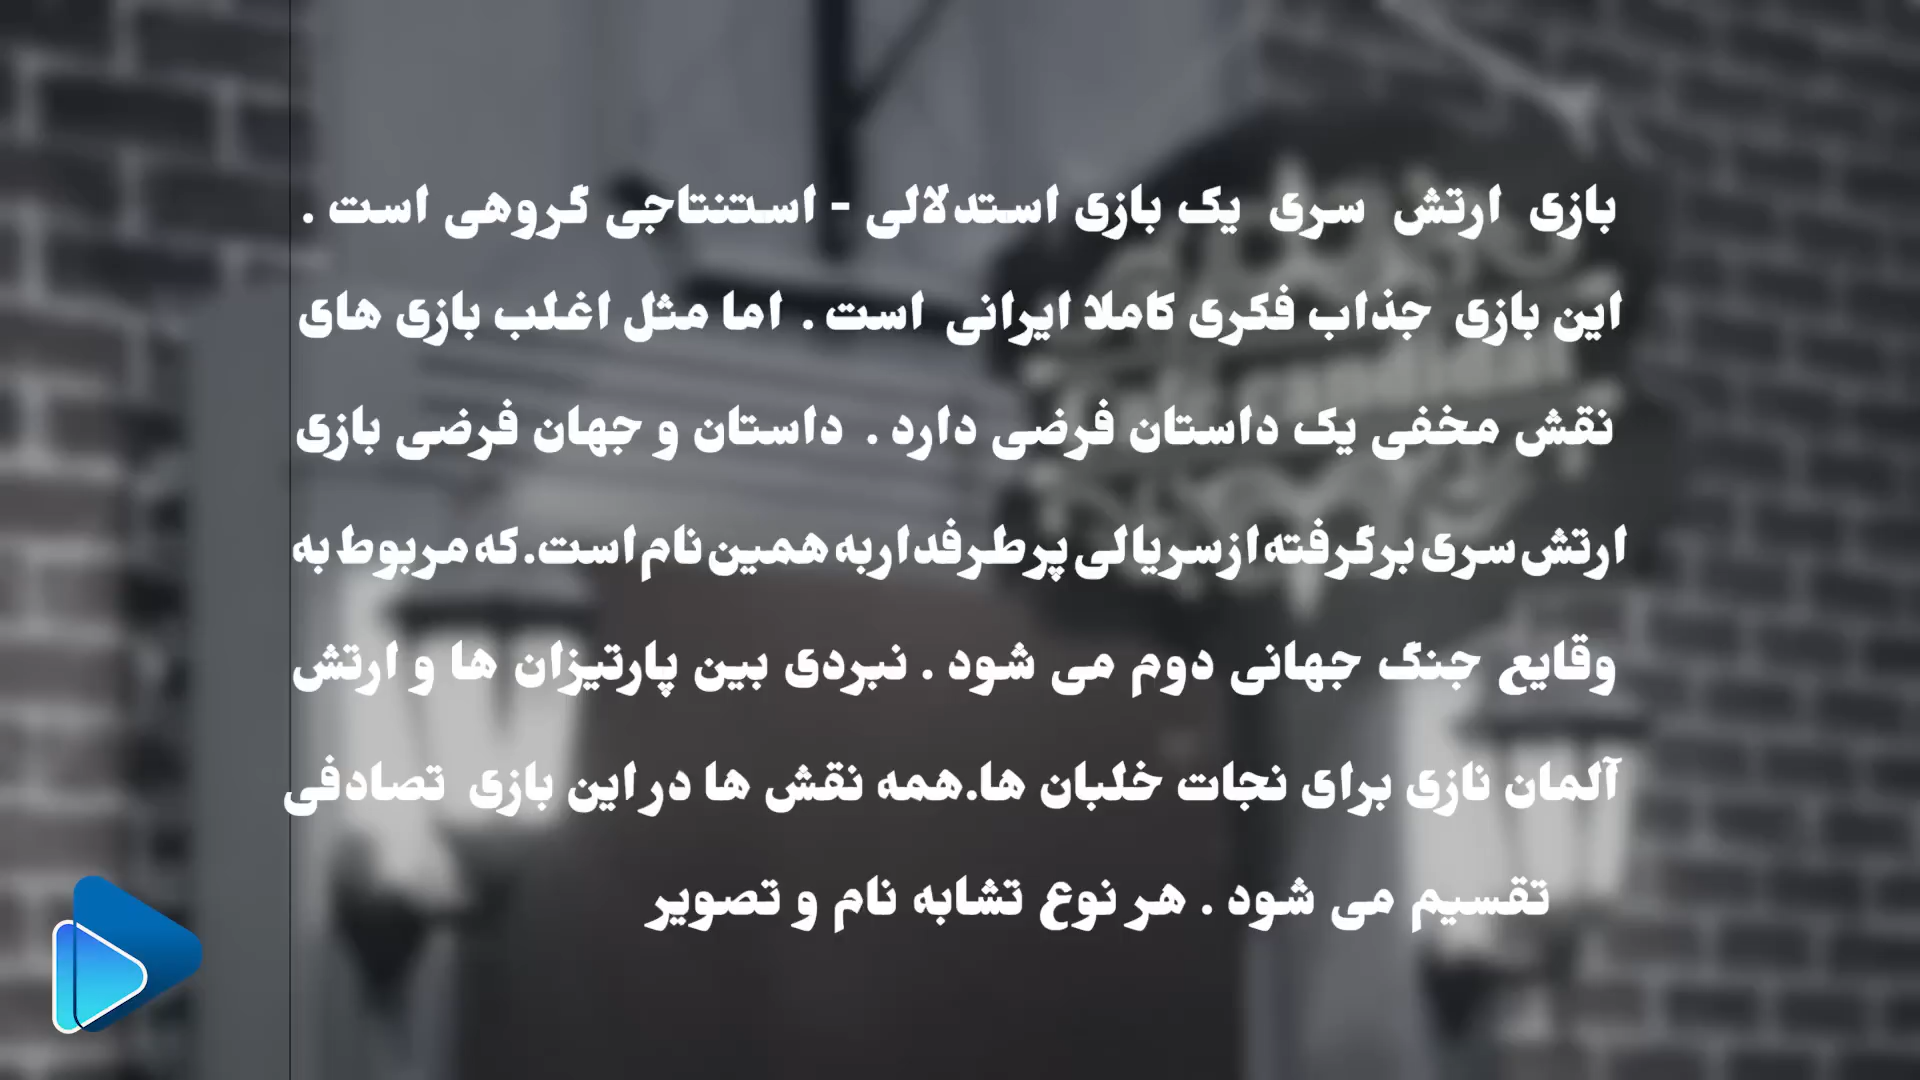 بازی ارتش سری یک بازی استدلالی - استنتاجی گروهی است .
این بازی جذاب فکری کاملا ایرانی است . اما مثل اغلب بازی های
نقش مخفی یک داستان فرضی دارد . داستان و جهان فرضی بازی
ارتش سری برگرفته از سریالی پرطرفدار به همین نام است.که مربوط به
وقایع جنگ جهانی دوم می شود . نبردی بین پارتیزان ها و ارتش
آلمان نازی برای نجات خلبان ها.همه نقش ها در این بازی تصادفی
تقسیم می شود . هر نوع تشابه نام و تصویر